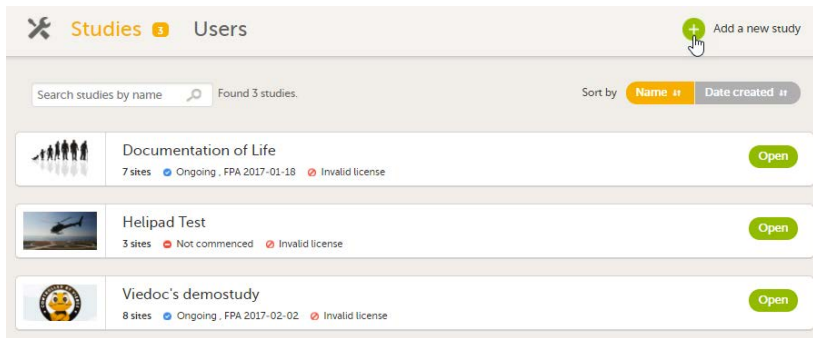 Studies 3 Users Add a new study
Search studies by name Found 3 studies. Sort by Name Date created
Documentation of Life
7 sites Ongoing , FPA 2017-01-18 Invalid license Open
Helipad Test
3 sites Not commenced Invalid license Open
Viedoc's demostudy
8 sites Ongoing , FPA 2017-02-02 Invalid license Open